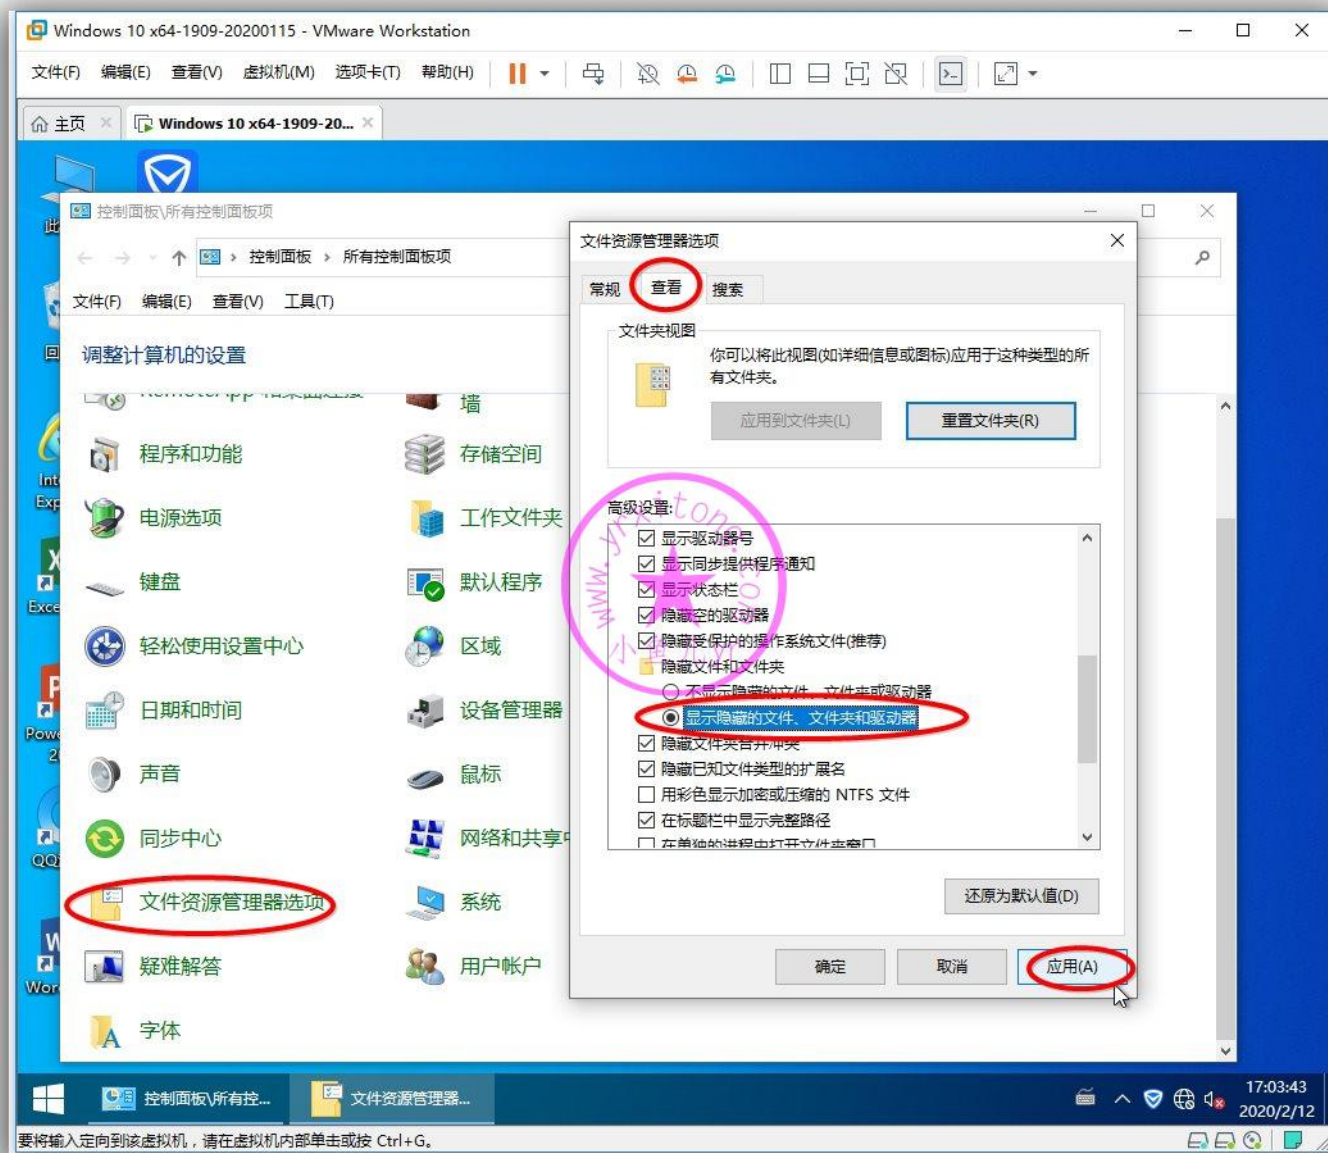 Windows 10 x64-1909-20200115 - VMware Workstation
文件(F) 编辑(E) 查看(V) 虚拟机(M) 选项卡(T) 帮助(H)
主页 Windows 10 x64-1909-20...
控制面板\所有控制面板项
控制面板 › 所有控制面板项
文件(F) 编辑(E) 查看(V) 工具(T)
调整计算机的设置
墙
程序和功能 存储空间
电源选项 工作文件夹
键盘 默认程序
轻松使用设置中心 区域
日期和时间 设备管理器
声音 鼠标
同步中心 网络和共享
文件资源管理器选项 系统
疑难解答 用户帐户
字体
文件资源管理器选项
常规 查看 搜索
文件夹视图
你可以将此视图(如详细信息或图标)应用于这种类型的所
有文件夹。
应用到文件夹(L) 重置文件夹(R)
高级设置:
显示驱动器号
显示同步提供程序通知
显示状态栏
隐藏空的驱动器
隐藏受保护的操作系统文件(推荐)
隐藏文件和文件夹
不显示隐藏的文件、文件夹或驱动器
显示隐藏的文件、文件夹和驱动器
隐藏文件夹合并冲突
隐藏已知文件类型的扩展名
用彩色显示加密或压缩的 NTFS 文件
在标题栏中显示完整路径
在单独的进程中打开文件夹窗口
还原为默认值(D)
确定 取消 应用(A)
www.yrxitong.com
控制面板\所有控... 文件资源管理器...
17:03:43
2020/2/12
要将输入定向到该虚拟机，请在虚拟机内部单击或按 Ctrl+G。